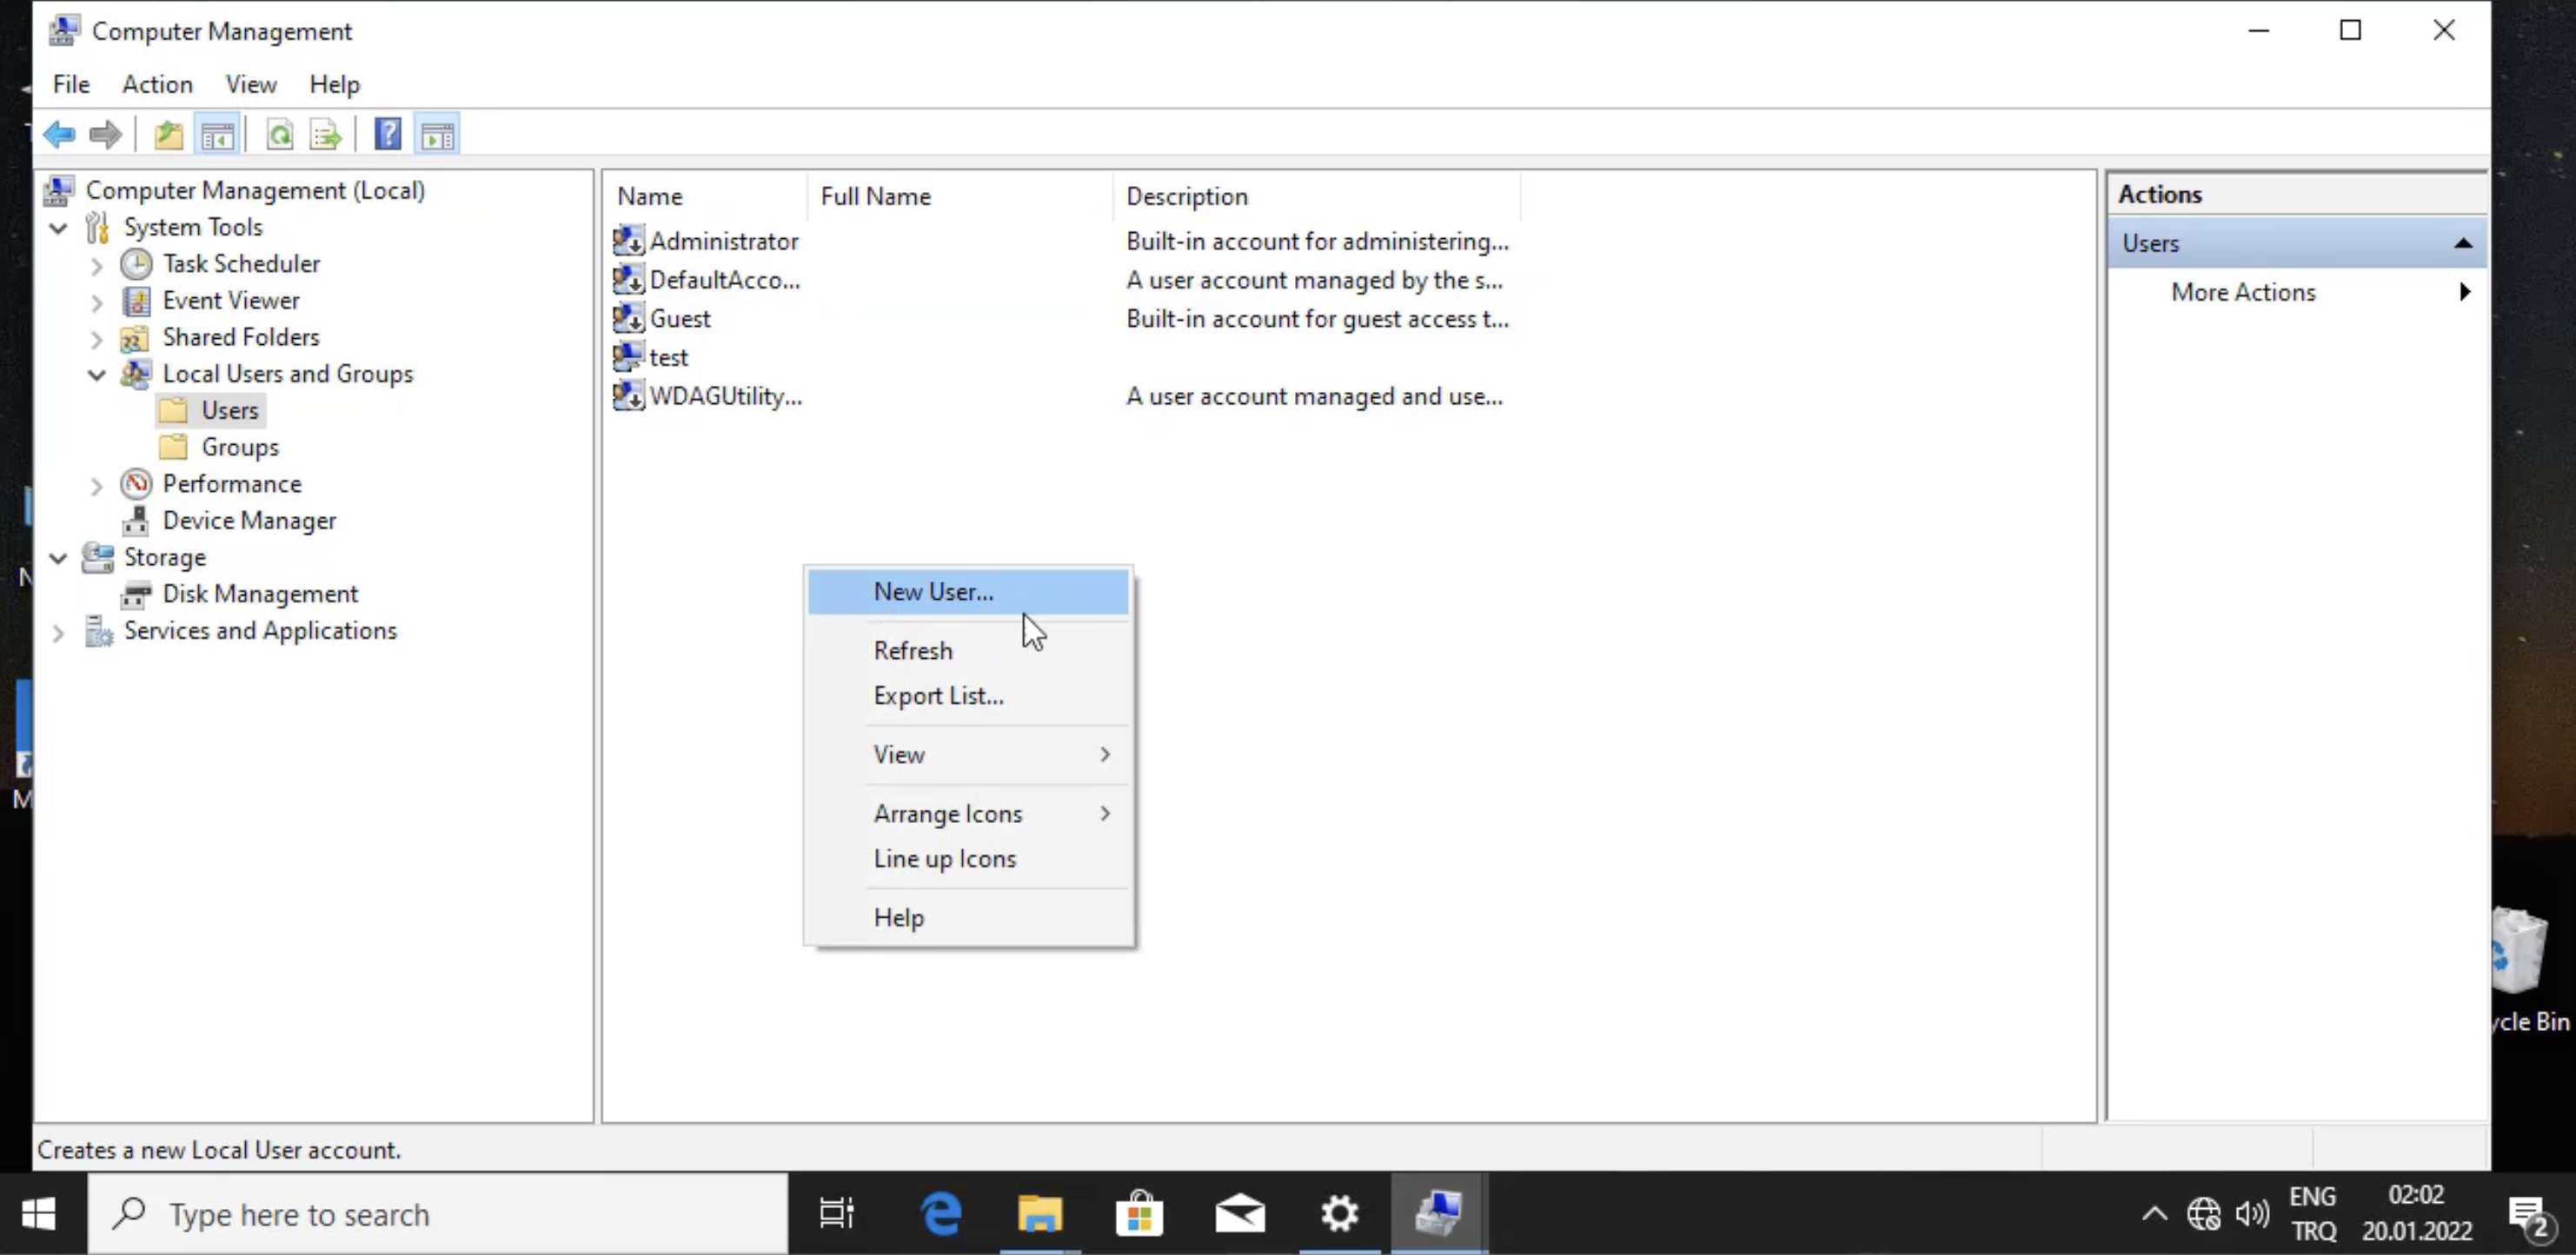 Computer Management
File Action View Help
Computer Management (Local)
System Tools
Task Scheduler
Event Viewer
Shared Folders
Local Users and Groups
Users
Groups
Performance
Device Manager
Storage
Disk Management
Services and Applications
Name Full Name Description
Administrator Built-in account for administering...
DefaultAcco... A user account managed by the s...
Guest Built-in account for guest access t...
test
WDAGUtility... A user account managed and use...
New User...
Refresh
Export List...
View
Arrange Icons
Line up Icons
Help
Actions
Users
More Actions
ycle Bin
Creates a new Local User account.
Type here to search
ENG
TRQ
02:02
20.01.2022
2